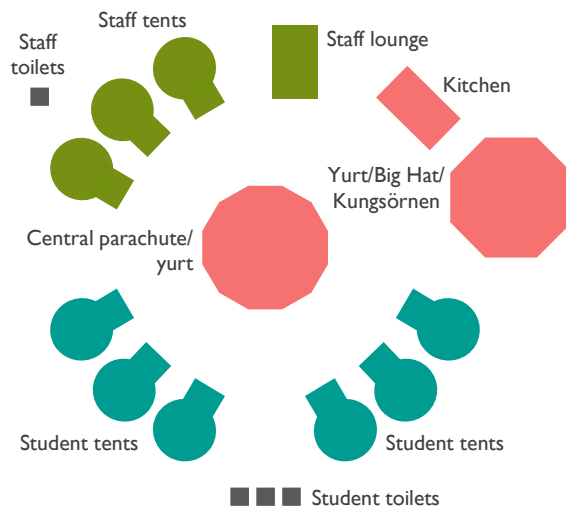 Staff tents
Staff
toilets
Staff lounge
Kitchen
Yurt/Big Hat/
Kungsörnen
Central parachute/
yurt
Student tents
Student tents
Student toilets